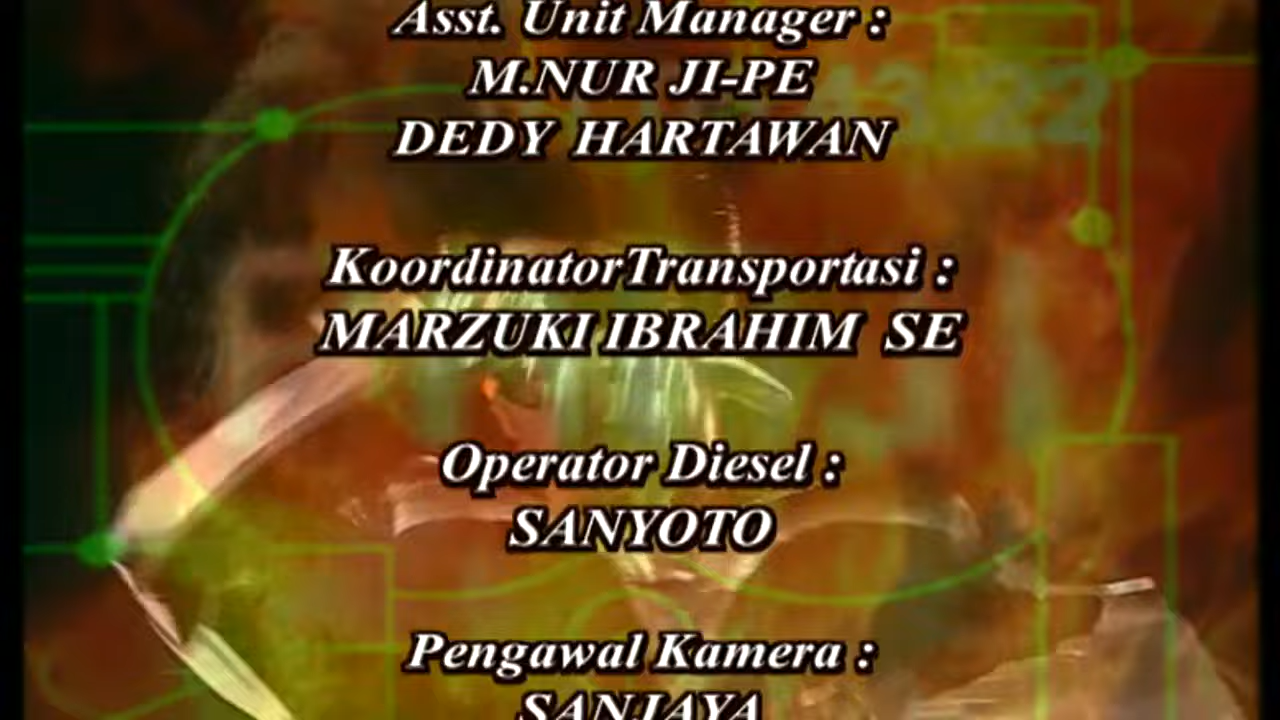 Asst. Unit Manager :
M.NUR JI-PE
DEDY HARTAWAN
KoordinatorTransportasi :
MARZUKI IBRAHIM SE
Operator Diesel :
SANYOTO
Pengawal Kamera :
SANJAYA